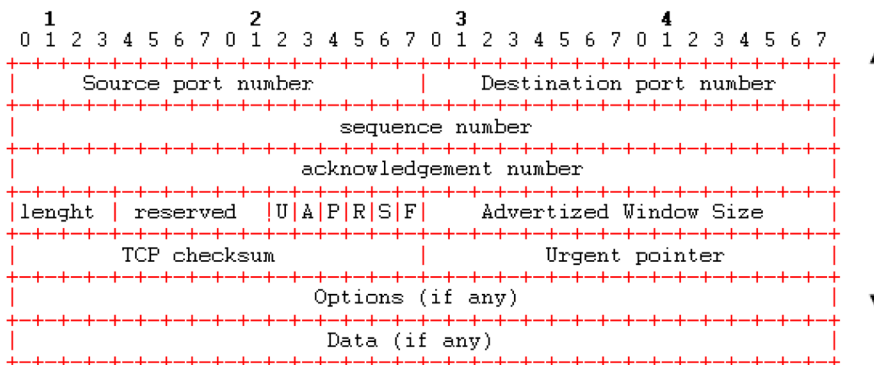 1 2 3 4
0 1 2 3 4 5 6 7 0 1 2 3 4 5 6 7 0 1 2 3 4 5 6 7 0 1 2 3 4 5 6 7
Source port number | Destination port number
sequence number
acknowledgement number
lenght | reserved |U|A|P|R|S|F| Advertized Window Size
TCP checksum | Urgent pointer
Options (if any)
Data (if any)